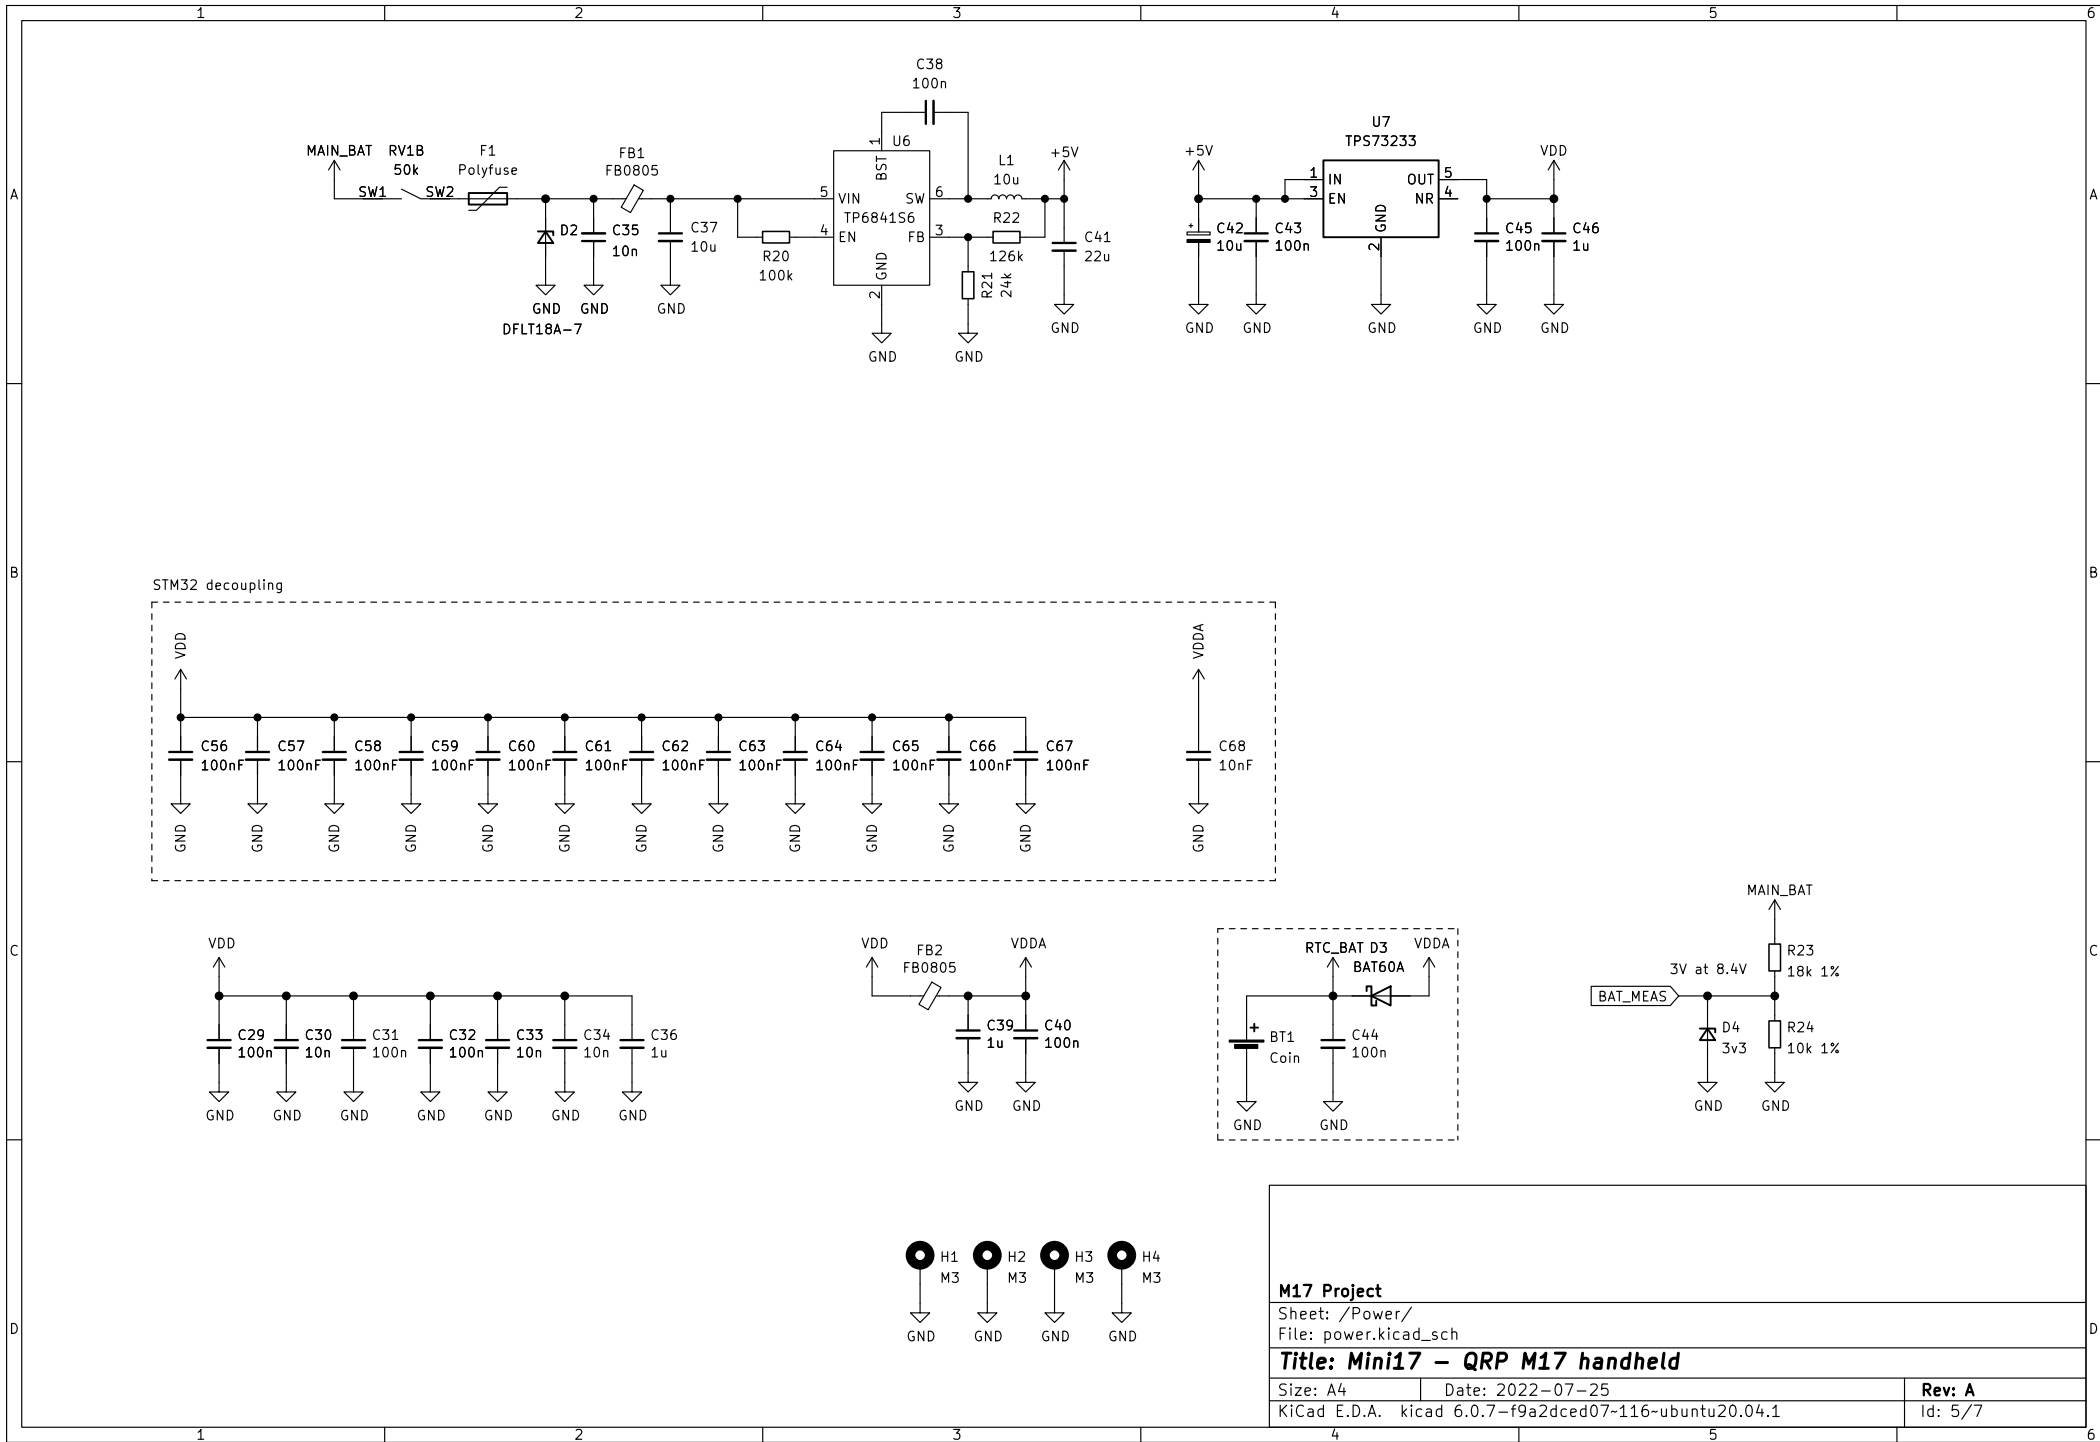 1 2 3 4 5 6
A
A
B
B
C
C
D
D
1 2 3 4 5 6
C38
100n
MAIN_BAT
RV1B
50k
SW1
SW2
F1
Polyfuse
FB1
FB0805
D2
C35
10n
C37
10u
GND
GND
GND
DFLT18A-7
R20
100k
U6
1
BST
5
VIN
4
EN
TP6841S6
SW
6
FB
3
GND
2
GND
L1
10u
R22
126k
R21
24k
GND
+5V
C41
22u
GND
+5V
C42
10u
C43
100n
GND
GND
U7
TPS73233
1
IN
3
EN
OUT
5
NR
4
GND
2
GND
VDD
C45
100n
C46
1u
GND
GND
STM32 decoupling
VDD
VDDA
C56
100nF
C57
100nF
C58
100nF
C59
100nF
C60
100nF
C61
100nF
C62
100nF
C63
100nF
C64
100nF
C65
100nF
C66
100nF
C67
100nF
C68
10nF
GND
GND
GND
GND
GND
GND
GND
GND
GND
GND
GND
GND
GND
VDD
C29
100n
C30
10n
C31
100n
C32
100n
C33
10n
C34
10n
C36
1u
GND
GND
GND
GND
GND
GND
GND
VDD
FB2
FB0805
VDDA
C39
1u
C40
100n
GND
GND
RTC_BAT
D3
BAT60A
VDDA
+
BT1
Coin
C44
100n
GND
GND
MAIN_BAT
R23
18k 1%
3V at 8.4V
BAT_MEAS
D4
3v3
R24
10k 1%
GND
GND
H1
M3
H2
M3
H3
M3
H4
M3
GND
GND
GND
GND
M17 Project
Sheet: /Power/
File: power.kicad_sch
Title: Mini17 – QRP M17 handheld
Size: A4
Date: 2022-07-25
Rev: A
KiCad E.D.A. kicad 6.0.7-f9a2dced07~116~ubuntu20.04.1
Id: 5/7